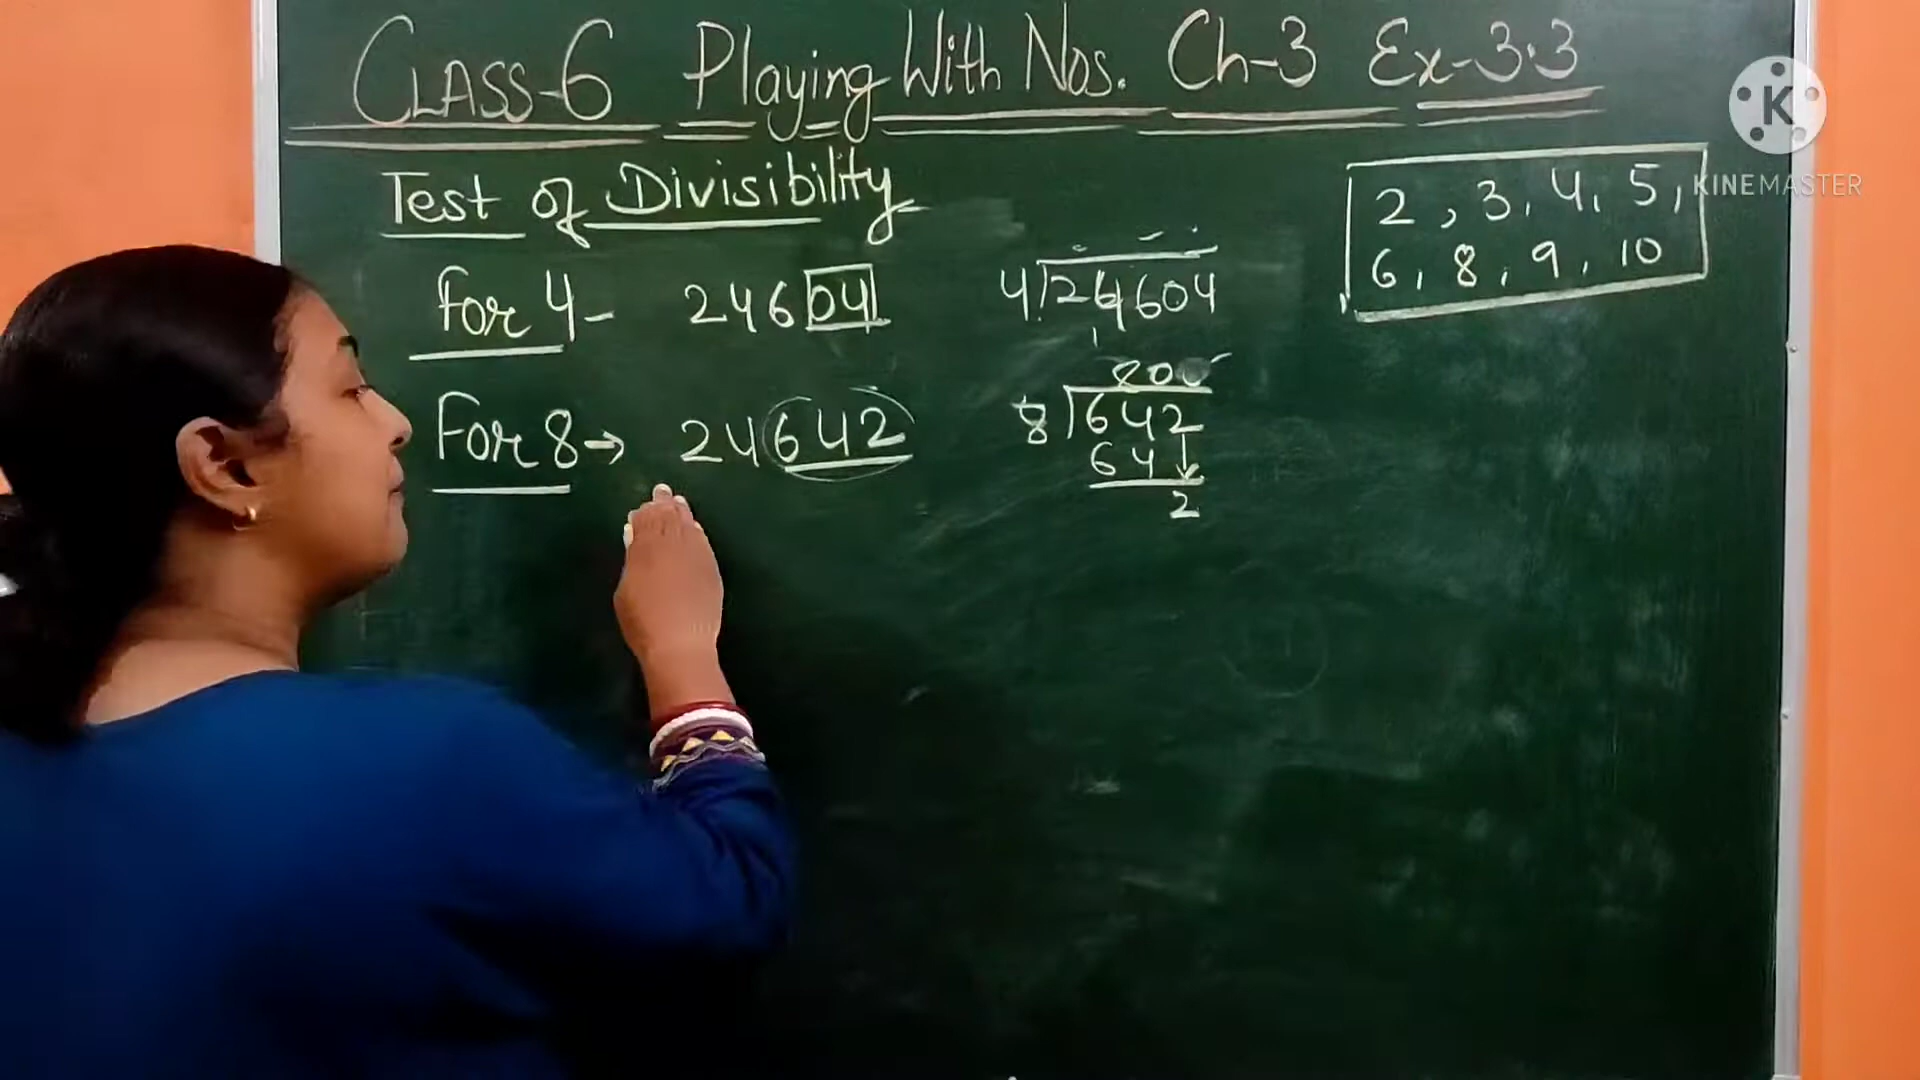 CLASS-6 Playing With Nos. Ch-3 Ex-3.3
K
KINEMASTER
Test of Divisibility
2, 3, 4, 5,
6, 8, 9, 10
For 4- 24604
4)24604
For 8→ 24642
80
8)642
64
2